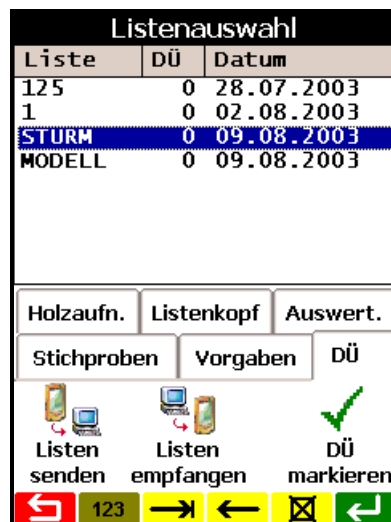 Listenauswahl
Liste DÜ Datum
125 0 28.07.2003
1 0 02.08.2003
STURM 0 09.08.2003
MODELL 0 09.08.2003
Holzaufn. Listenkopf Auswert.
Stichproben Vorgaben DÜ
Listen Listen DÜ
senden empfangen markieren
123